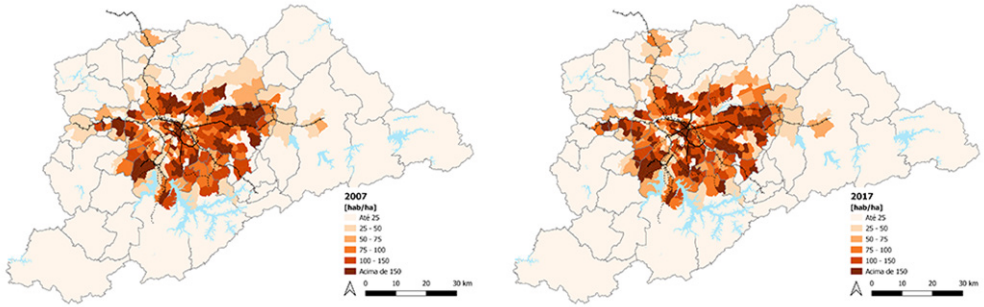 2007
[hab/ha]
Até 25
25 - 50
50 - 75
75 - 100
100 - 150
Acima de 150
0 10 20 30 km
2017
[hab/ha]
Até 25
25 - 50
50 - 75
75 - 100
100 - 150
Acima de 150
0 10 20 30 km